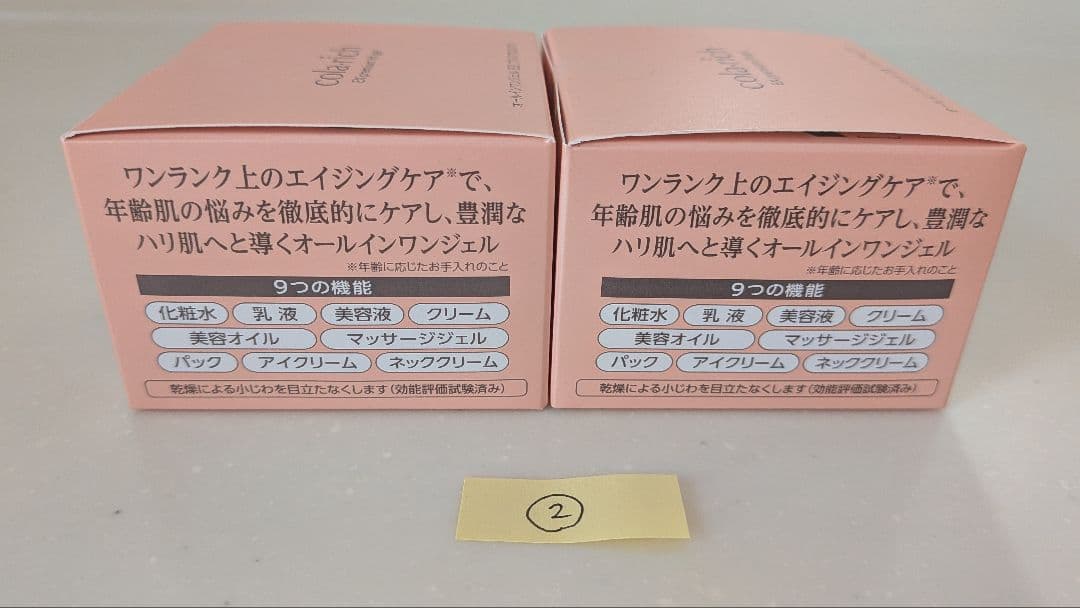 colarich
ワンランク上のエイジングケア※で、
年齢肌の悩みを徹底的にケアし、豊潤な
ハリ肌へと導くオールインワンジェル
※年齢に応じたお手入れのこと
9つの機能
化粧水 乳液 美容液 クリーム
美容オイル マッサージジェル
パック アイクリーム ネッククリーム
乾燥による小じわを目立たなくします(効能評価試験済み)
colarich
ワンランク上のエイジングケア※で、
年齢肌の悩みを徹底的にケアし、豊潤な
ハリ肌へと導くオールインワンジェル
※年齢に応じたお手入れのこと
9つの機能
化粧水 乳液 美容液 クリーム
美容オイル マッサージジェル
パック アイクリーム ネッククリーム
乾燥による小じわを目立たなくします(効能評価試験済み)
②